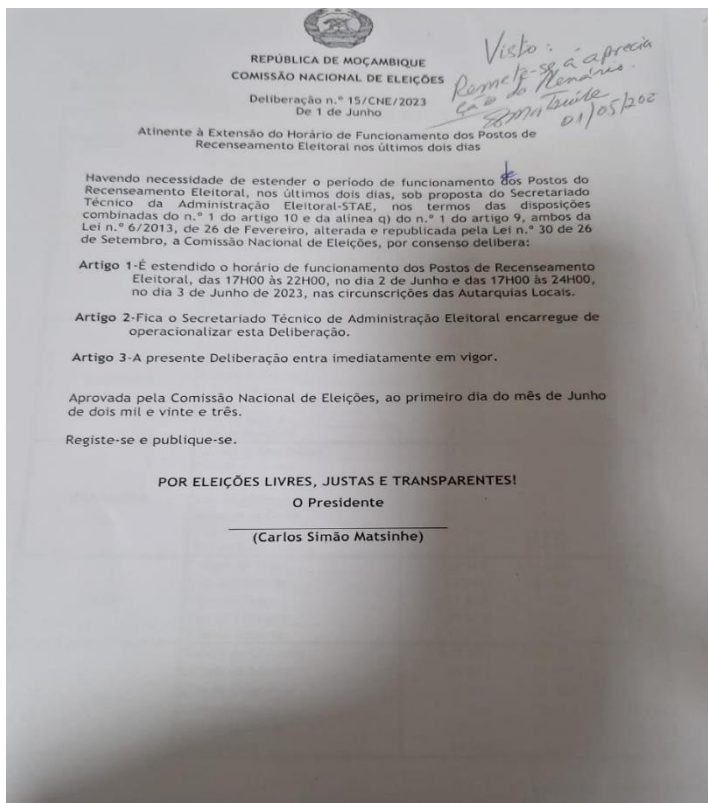 REPÚBLICA DE MOÇAMBIQUE
COMISSÃO NACIONAL DE ELEIÇÕES
Visto:
Remete-se à aprecia
ção do Plenário.
01/05/202
Deliberação n.º 15/CNE/2023
De 1 de Junho
Atinente à Extensão do Horário de Funcionamento dos Postos de
Recenseamento Eleitoral nos últimos dois dias
Havendo necessidade de estender o período de funcionamento dos Postos do
Recenseamento Eleitoral, nos últimos dois dias, sob proposta do Secretariado
Técnico da Administração Eleitoral-STAE, nos termos das disposições
combinadas do n.º 1 do artigo 10 e da alínea q) do n.º 1 do artigo 9, ambos da
Lei n.º 6/2013, de 26 de Fevereiro, alterada e republicada pela Lei n.º 30 de 26
de Setembro, a Comissão Nacional de Eleições, por consenso delibera:
Artigo 1-É estendido o horário de funcionamento dos Postos de Recenseamento
Eleitoral, das 17H00 às 22H00, no dia 2 de Junho e das 17H00 às 24H00,
no dia 3 de Junho de 2023, nas circunscrições das Autarquias Locais.
Artigo 2-Fica o Secretariado Técnico de Administração Eleitoral encarregue de
operacionalizar esta Deliberação.
Artigo 3-A presente Deliberação entra imediatamente em vigor.
Aprovada pela Comissão Nacional de Eleições, ao primeiro dia do mês de Junho
de dois mil e vinte e três.
Registe-se e publique-se.
POR ELEIÇÕES LIVRES, JUSTAS E TRANSPARENTES!
O Presidente
(Carlos Simão Matsinhe)